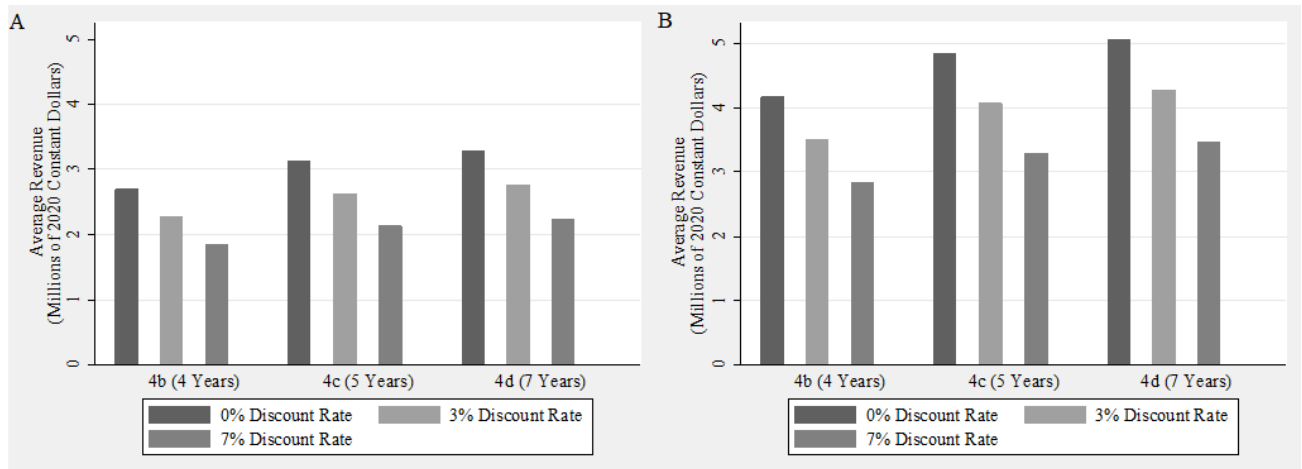 A
Average Revenue
(Millions of 2020 Constant Dollars)
5
4
3
2
1
0
4b (4 Years)
4c (5 Years)
4d (7 Years)
0% Discount Rate
3% Discount Rate
7% Discount Rate
B
Average Revenue
(Millions of 2020 Constant Dollars)
5
4
3
2
1
0
4b (4 Years)
4c (5 Years)
4d (7 Years)
0% Discount Rate
3% Discount Rate
7% Discount Rate